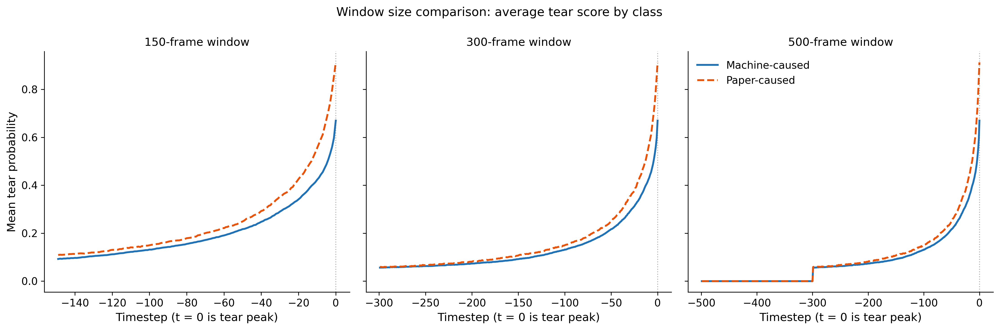 Window size comparison: average tear score by class
150-frame window
300-frame window
500-frame window
Mean tear probability
0.8
0.6
0.4
0.2
0.0
Machine-caused
Paper-caused
−140 −120 −100 −80 −60 −40 −20 0
−300 −250 −200 −150 −100 −50 0
−500 −400 −300 −200 −100 0
Timestep (t = 0 is tear peak)
Timestep (t = 0 is tear peak)
Timestep (t = 0 is tear peak)